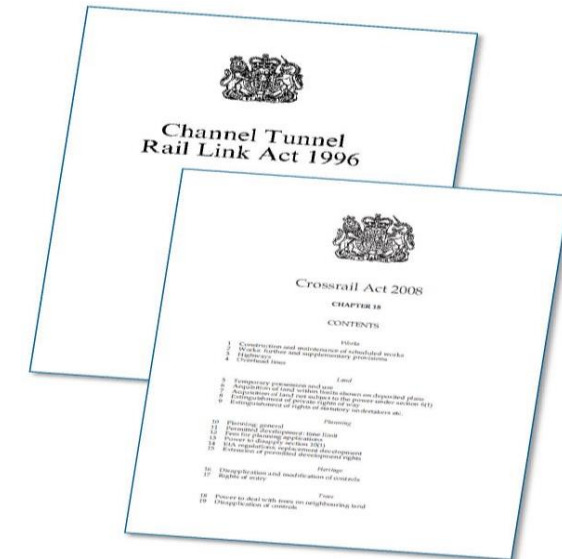 Channel Tunnel
Rail Link Act 1996
Crossrail Act 2008
CHAPTER 18
CONTENTS
Works
1 Construction and maintenance of scheduled works
2 Works: further and supplementary provisions
3 Highways
4 Overhead lines
Land
5 Temporary possession and use
6 Acquisition of land within limits shown on deposited plans
7 Acquisition of land not subject to the power under section 6(1)
8 Extinguishment of private rights of way
9 Extinguishment of rights of statutory undertakers etc.
Planning
10 Planning: general
11 Permitted development: time limit
12 Fees for planning applications
13 Power to disapply section 10(1)
14 EIA regulations: replacement development
15 Extension of permitted development rights
Heritage
16 Disapplication and modification of controls
17 Rights of entry
Trees
18 Power to deal with trees on neighbouring land
19 Disapplication of controls